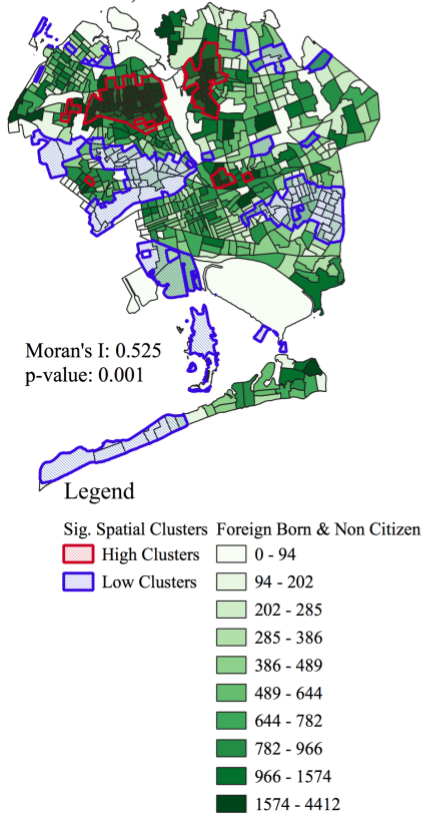 Moran's I: 0.525
p-value: 0.001
Legend
Sig. Spatial Clusters Foreign Born & Non Citizen
High Clusters 0 - 94
Low Clusters 94 - 202
202 - 285
285 - 386
386 - 489
489 - 644
644 - 782
782 - 966
966 - 1574
1574 - 4412